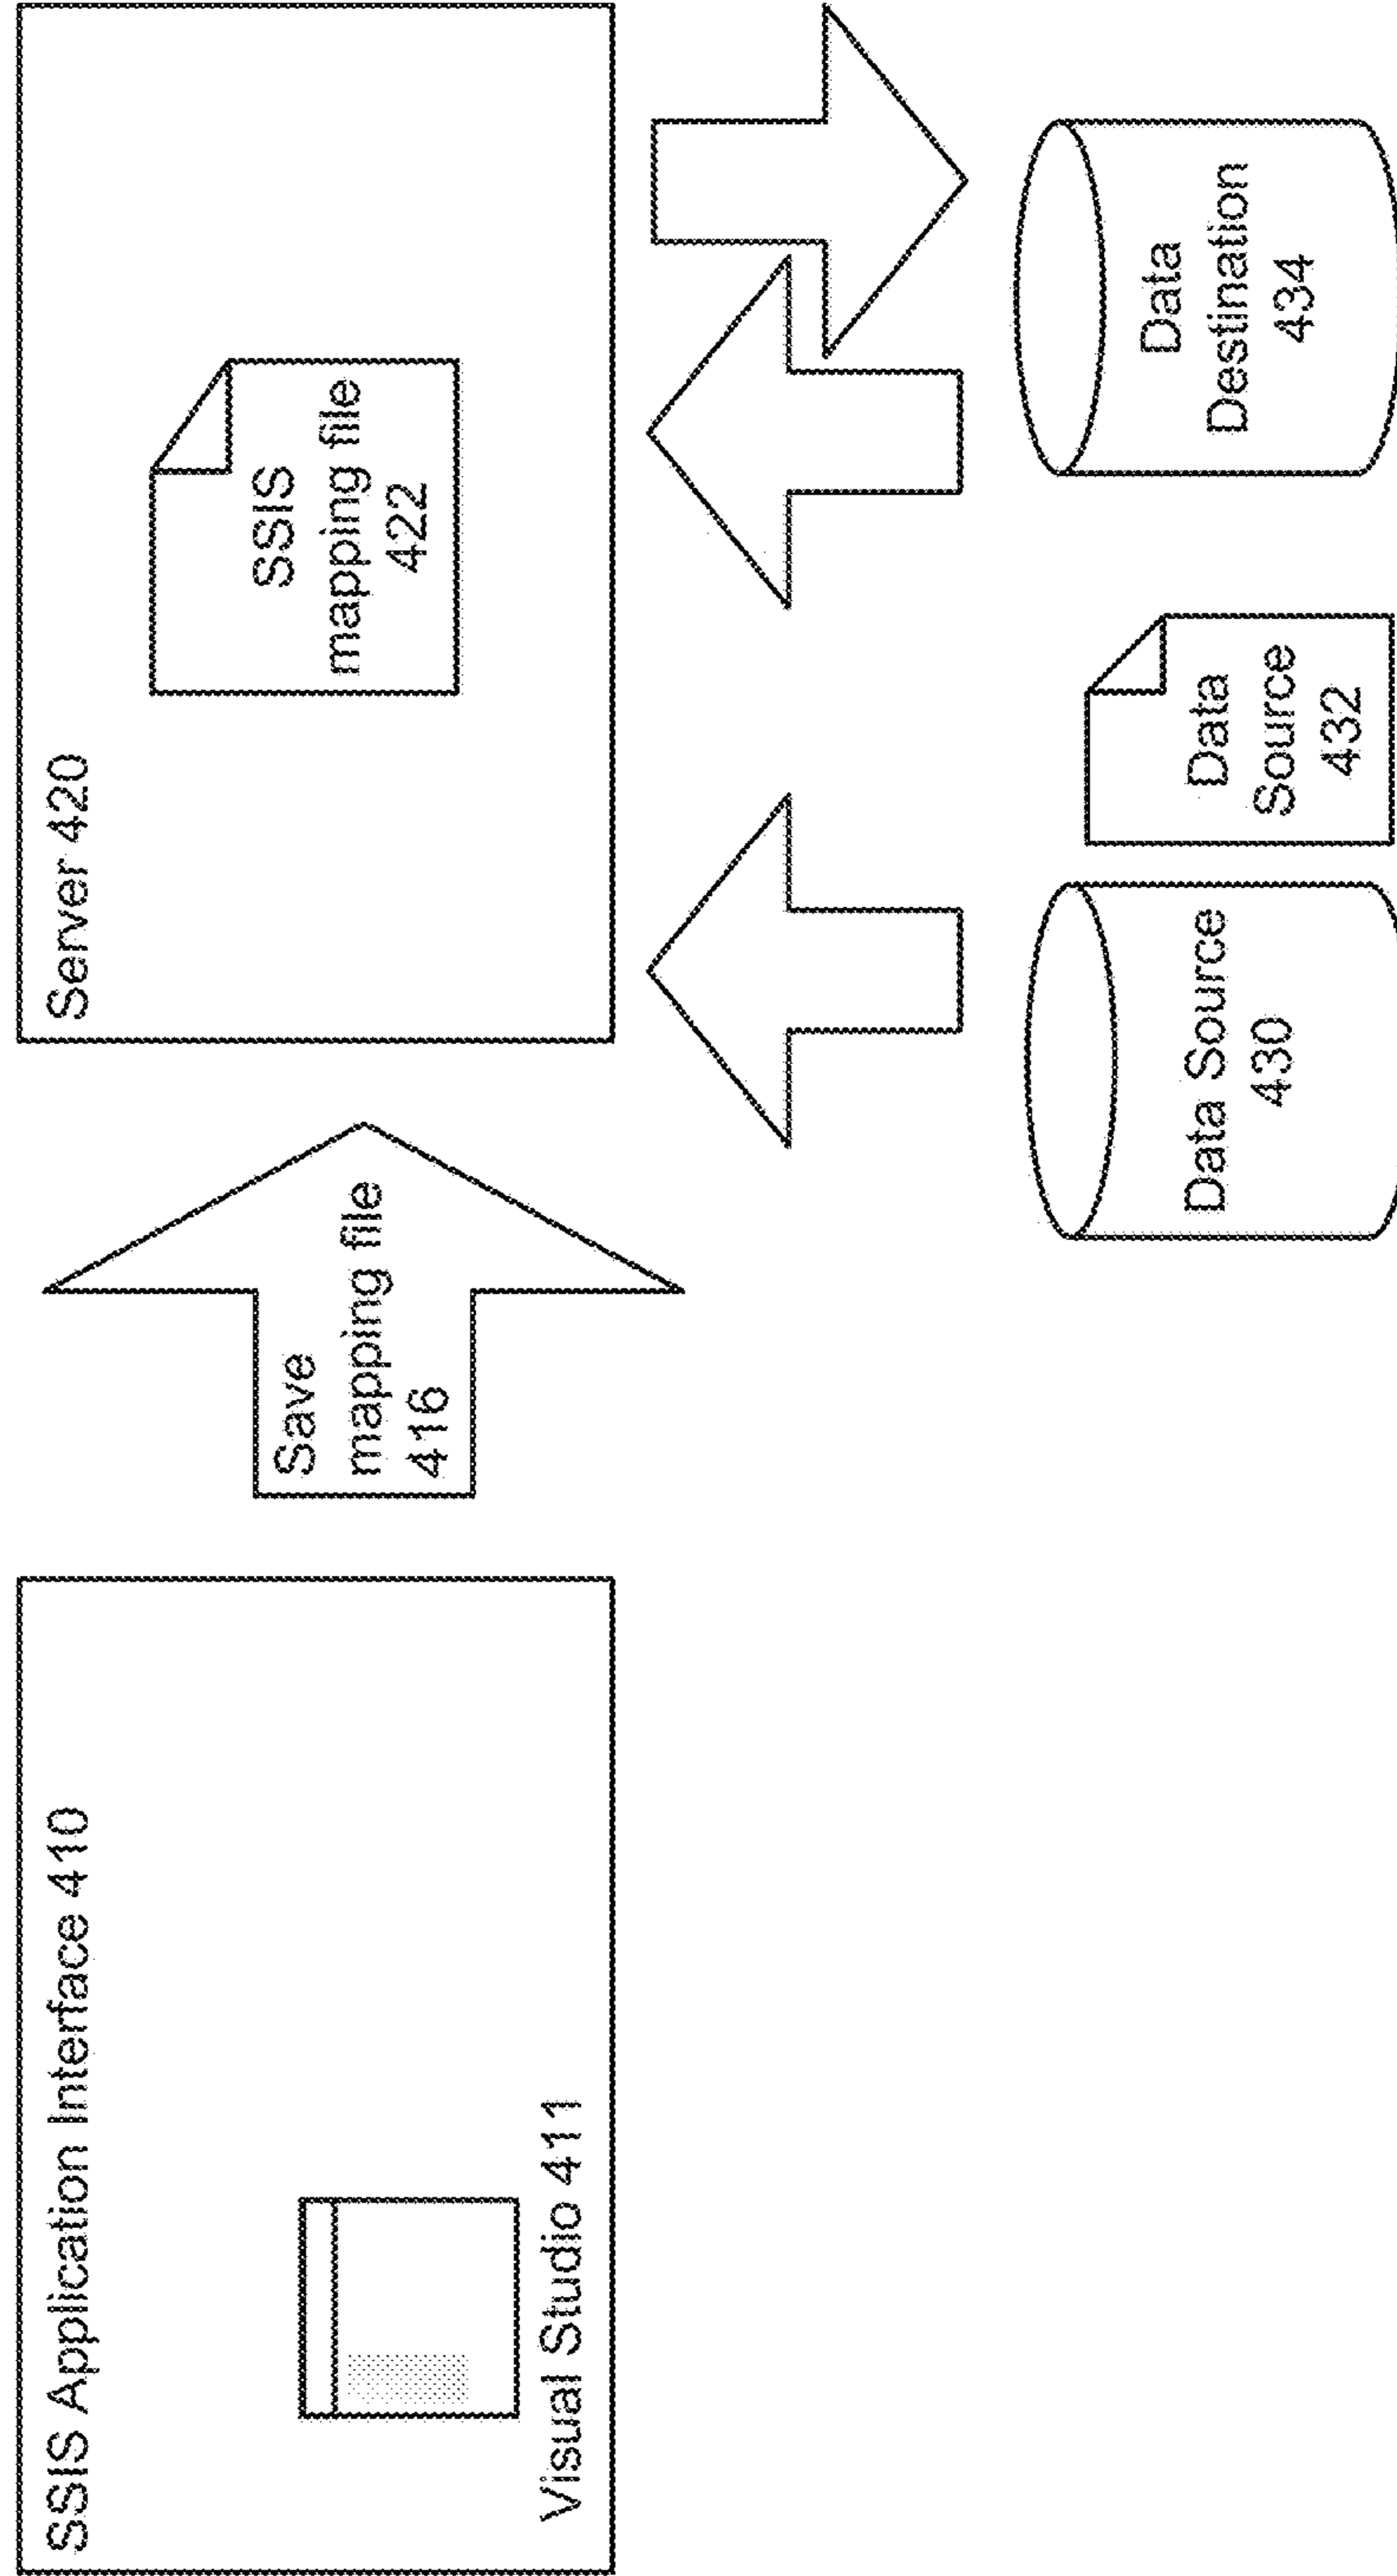 SSIS Application Interface 410
Visual Studio 411
Save
mapping file
416
Server 420
SSIS
mapping file
422
Data Source
430
Data
Source
432
Data
Destination
434